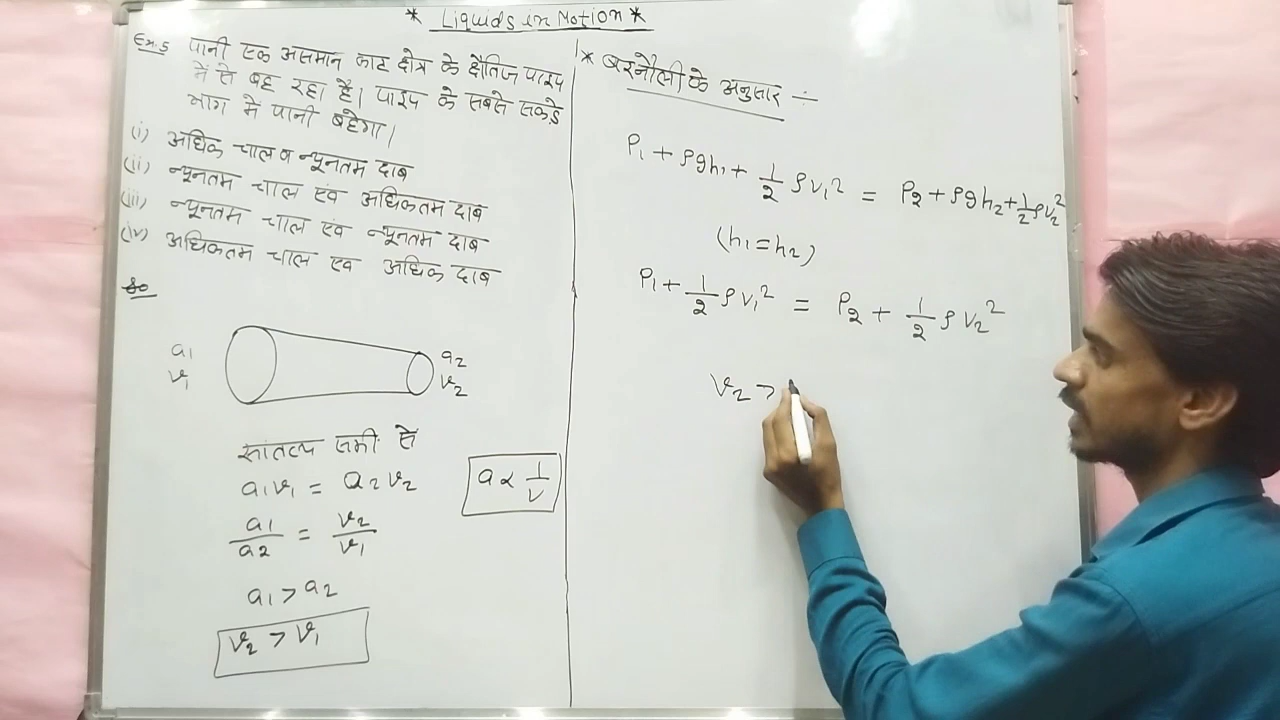 * Liquids in Motion *
Ex.5 पानी एक असमान काट क्षेत्र के क्षैतिज पाइप
में से बह रहा है। पाइप के सबसे सकड़े
भाग में पानी बहेगा।
(i) अधिक चाल व न्यूनतम दाब
(ii) न्यूनतम चाल एवं अधिकतम दाब
(iii) न्यूनतम चाल एवं न्यूनतम दाब
(iv) अधिकतम चाल एवं अधिक दाब
So
a1
v1
a2
v2
सांतत्य समी से
a1v1 = a2v2
a1/a2 = v2/v1
a1 > a2
v2 > v1
a ∝ 1/v
* बरनौली के अनुसार ÷
P1 + ρgh1 + 1/2 ρv1² = P2 + ρgh2 + 1/2 ρv2²
(h1=h2)
P1 + 1/2 ρv1² = P2 + 1/2 ρv2²
v2 >